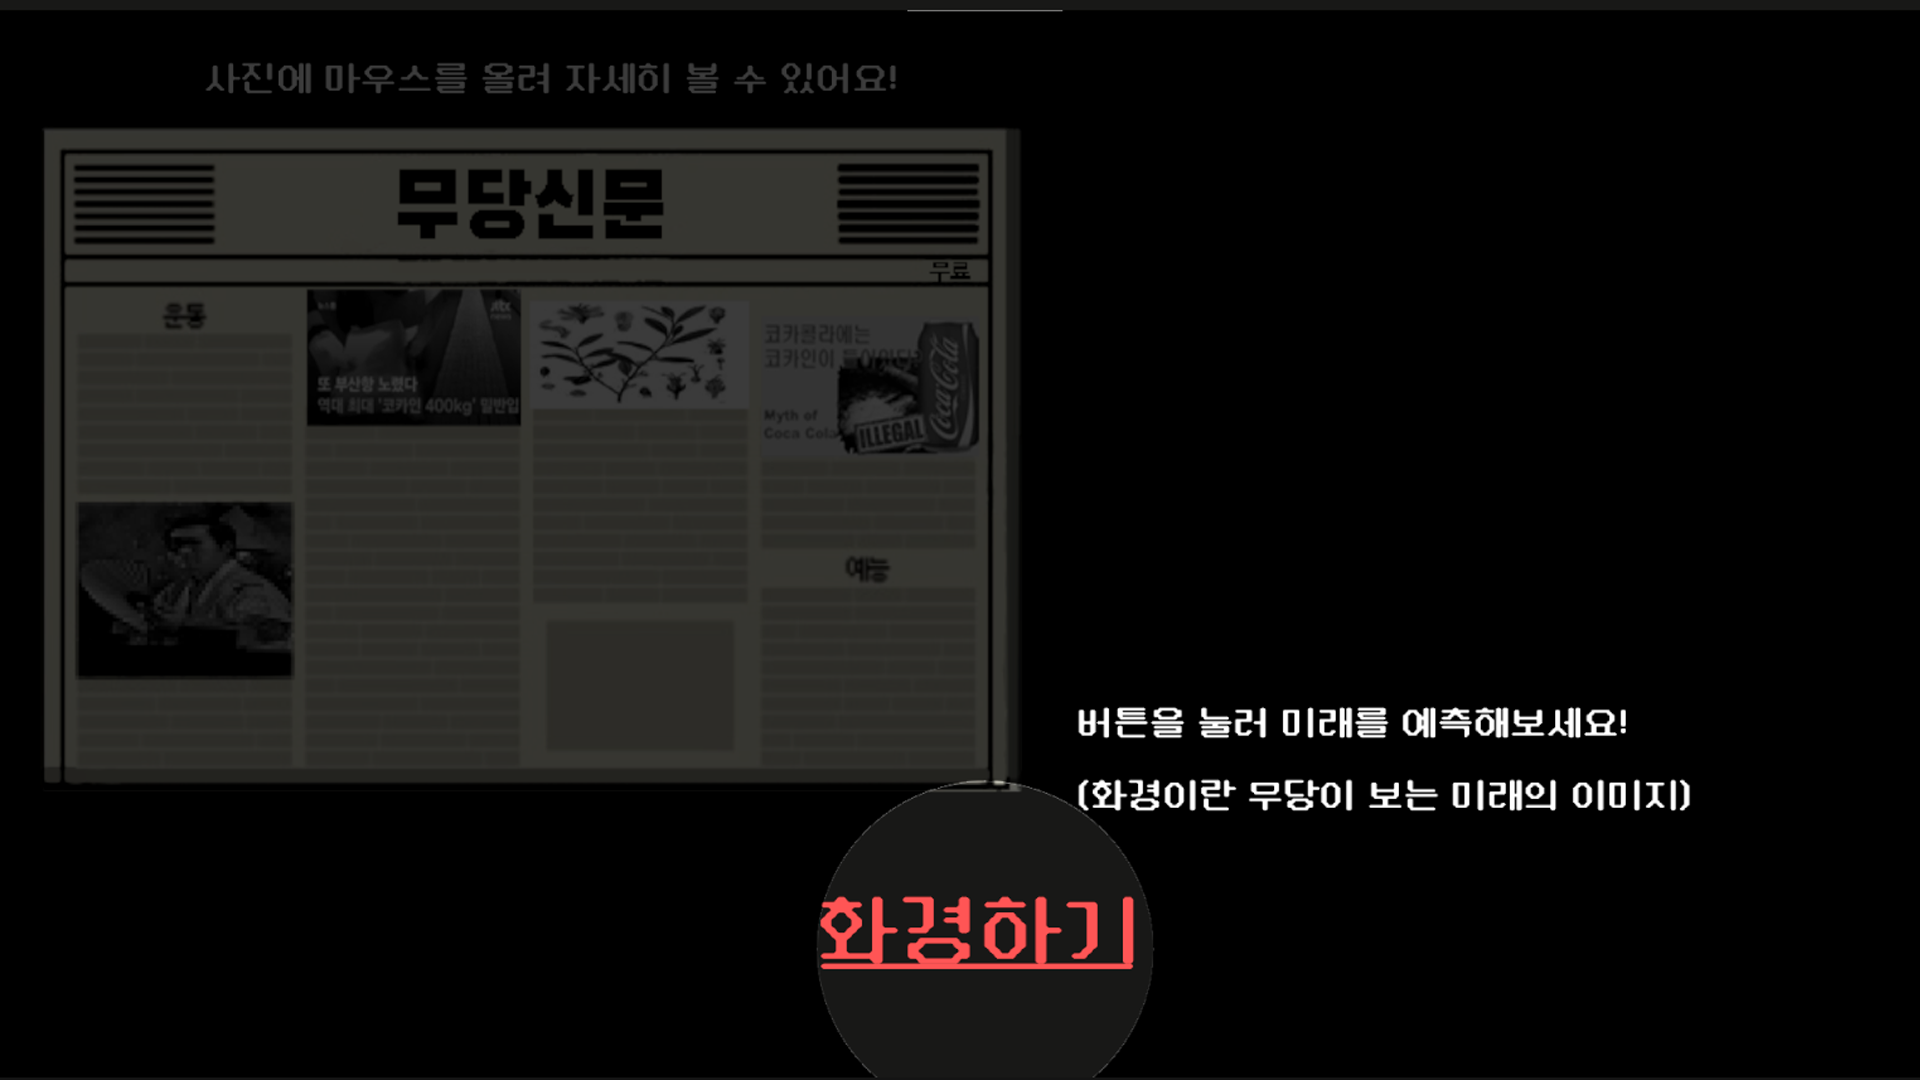 사진에 마우스를 올려 자세히 볼 수 있어요!
무당신문
무료
운동
뉴스룸
jtbc
news
또 부산항 노렸다
역대 최대 '코카인 400kg' 밀반입
코카콜라에는
코카인이 들어있다?
Myth of
Coca Cola
ILLEGAL
Coca-Cola
예능
버튼을 눌러 미래를 예측해보세요!
(화경이란 무당이 보는 미래의 이미지)
화경하기